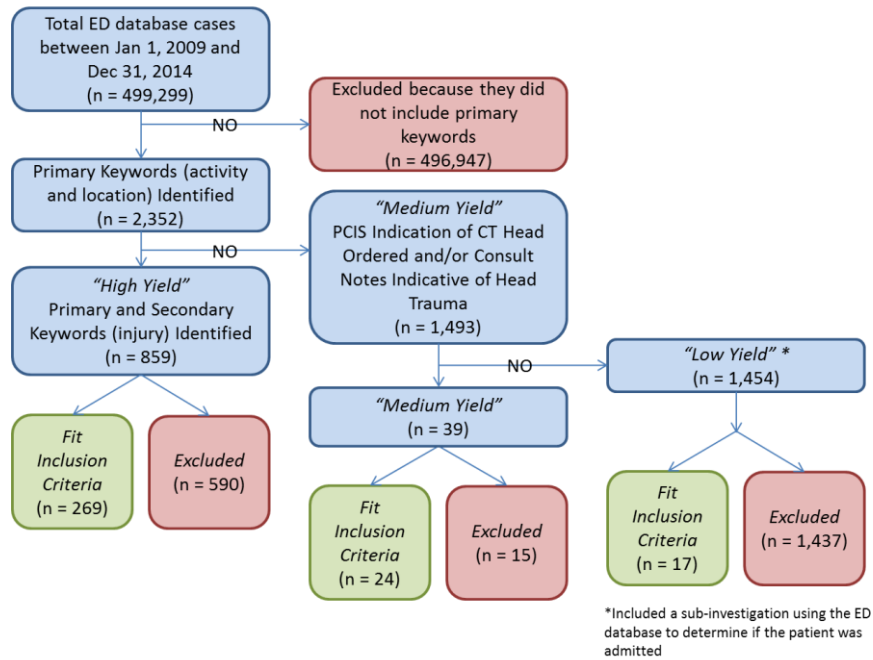 Total ED database cases
between Jan 1, 2009 and
Dec 31, 2014
(n = 499,299)
NO
Excluded because they did
not include primary
keywords
(n = 496,947)
Primary Keywords (activity
and location) Identified
(n = 2,352)
NO
“Medium Yield”
PCIS Indication of CT Head
Ordered and/or Consult
Notes Indicative of Head
Trauma
(n = 1,493)
“High Yield”
Primary and Secondary
Keywords (injury) Identified
(n = 859)
NO
“Low Yield” *
(n = 1,454)
“Medium Yield”
(n = 39)
Fit
Inclusion
Criteria
(n = 269)
Excluded
(n = 590)
Fit
Inclusion
Criteria
(n = 24)
Excluded
(n = 15)
Fit
Inclusion
Criteria
(n = 17)
Excluded
(n = 1,437)
*Included a sub-investigation using the ED
database to determine if the patient was
admitted